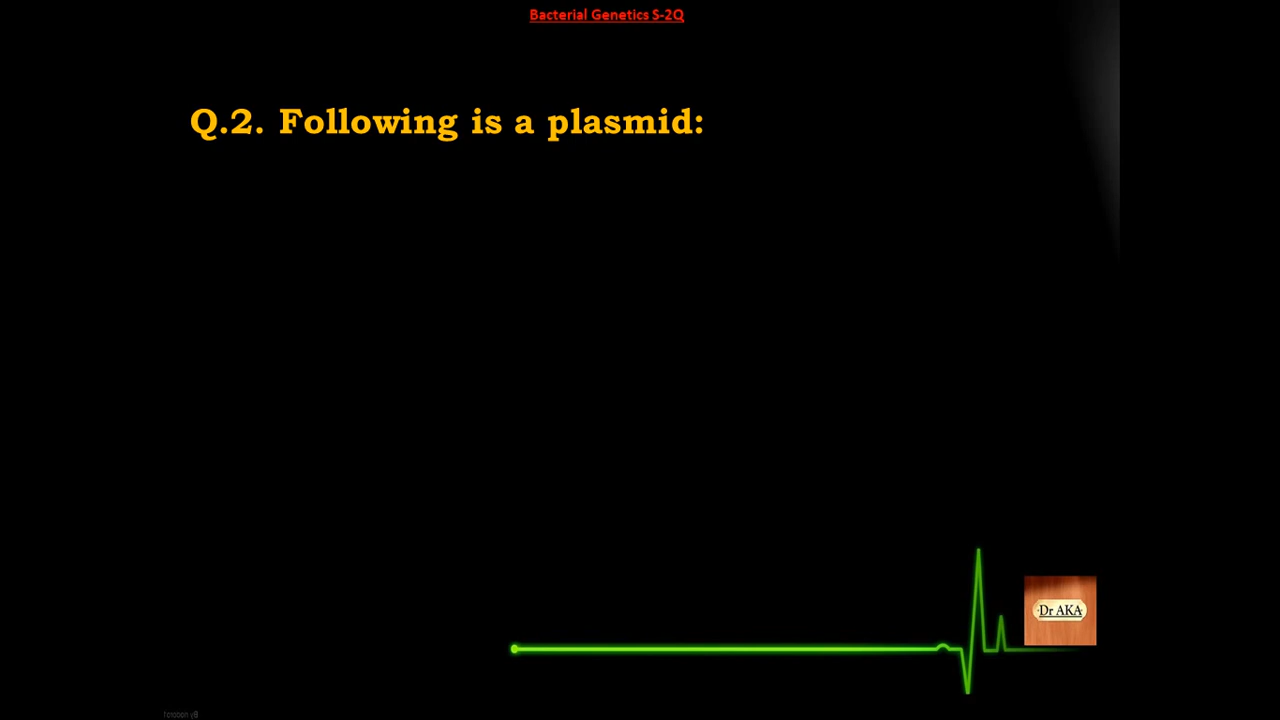 Bacterial Genetics S-2Q
Q.2. Following is a plasmid:
Dr AKA